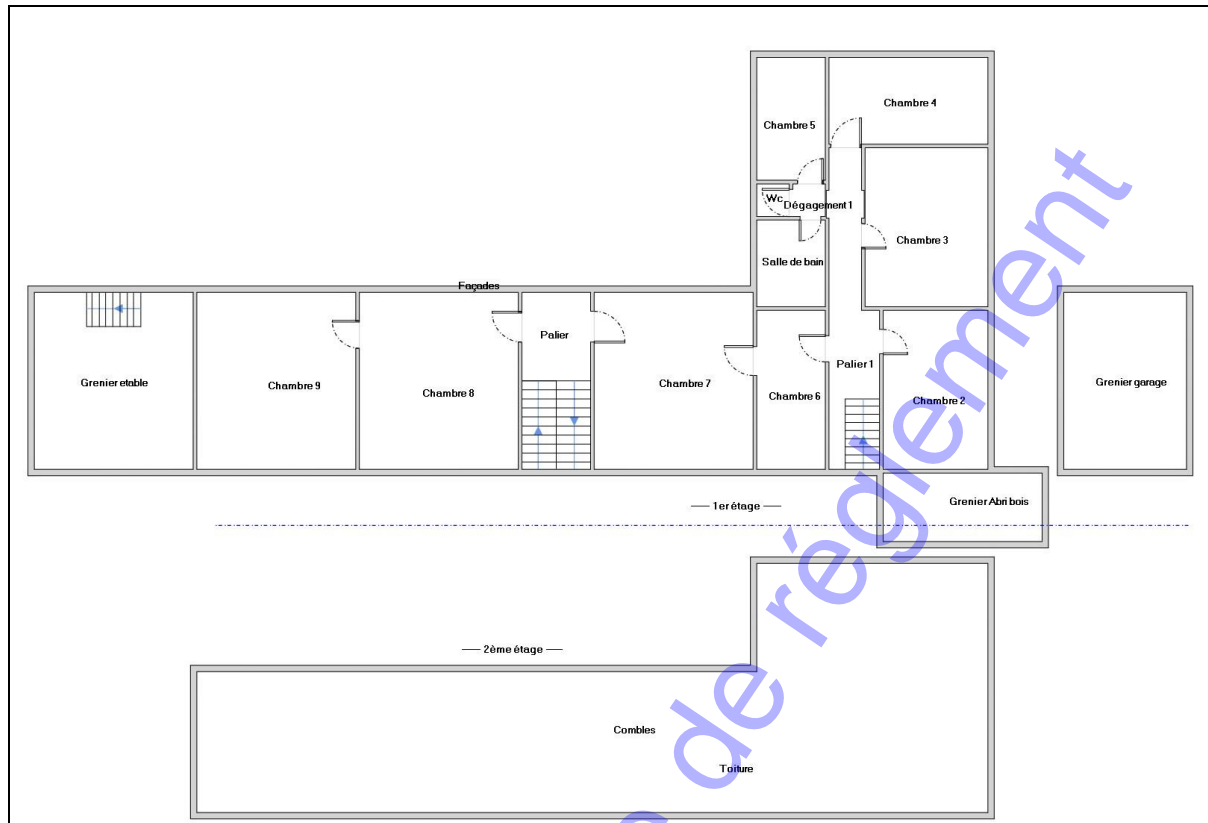 Chambre 4
Chambre 5
Wc
Dégagement 1
Chambre 3
Salle de bain
Façades
Palier
Palier 1
Grenier etable
Chambre 9
Chambre 8
Chambre 7
Chambre 6
Chambre 2
Grenier garage
1er étage
Grenier Abri bois
2ème étage
Combles
Toiture
de réglement